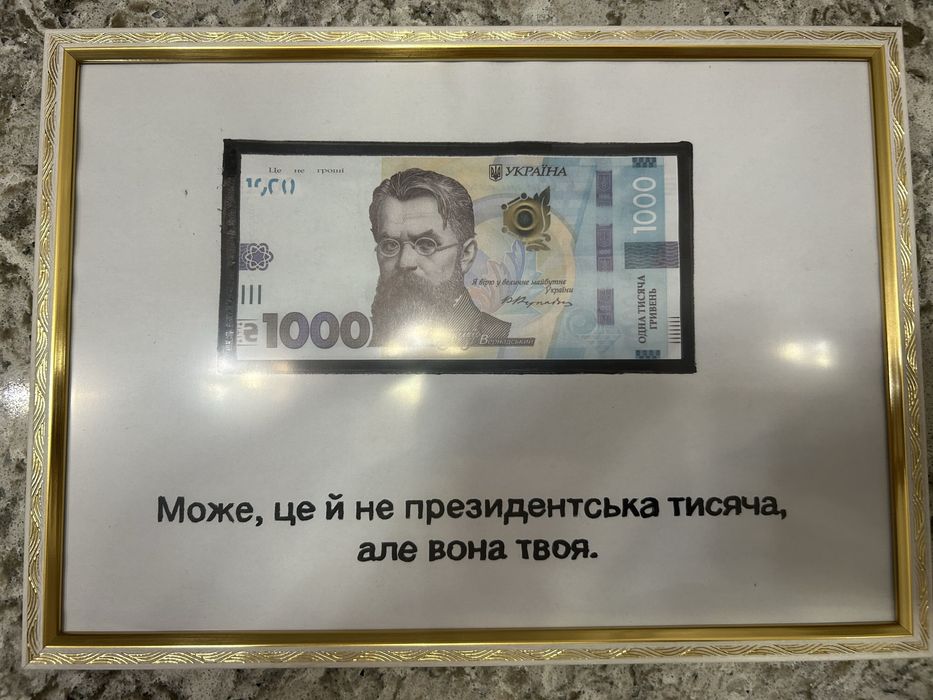 Це не гроші
УКРАЇНА
1000
Я вірю у велике майбутнє
України
ОДНА ТИСЯЧА
ГРИВЕНЬ
1000
Вернадський
Може, це й не президентська тисяча,
але вона твоя.